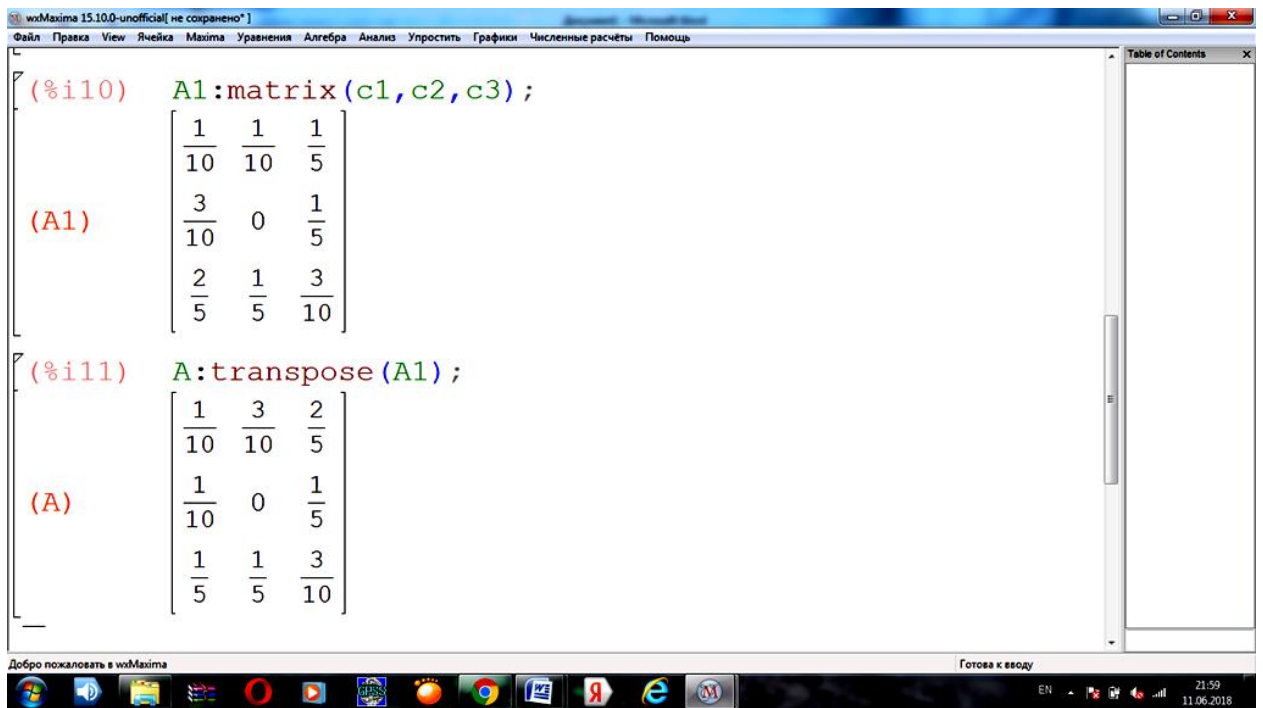 wxMaxima 15.10.0-unofficial[ не сохранено* ]
Файл Правка View Ячейка Maxima Уравнения Алгебра Анализ Упростить Графики Численные расчёты Помощь
Table of Contents
(%i10) A1:matrix(c1,c2,c3);
1/10 1/10 1/5
(A1) 3/10 0 1/5
2/5 1/5 3/10
(%i11) A:transpose(A1);
1/10 3/10 2/5
(A) 1/10 0 1/5
1/5 1/5 3/10
Добро пожаловать в wxMaxima Готова к вводу
GPSS
EN 21:59
11.06.2018